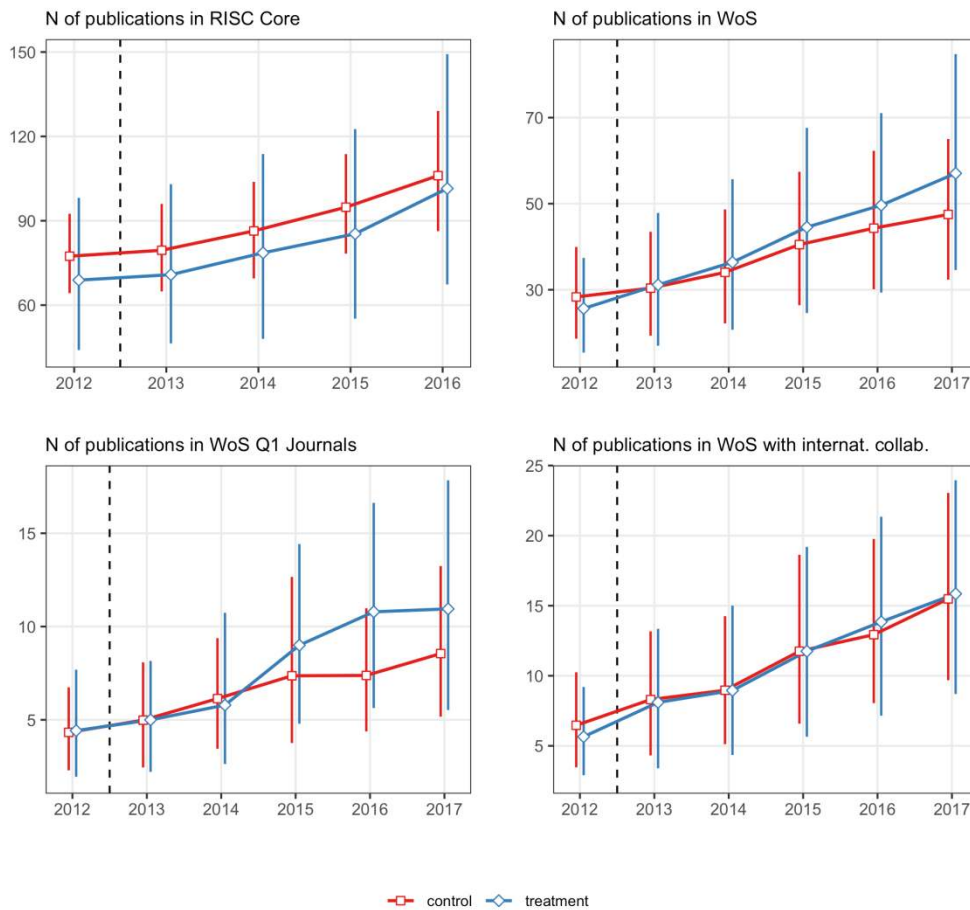 N of publications in RISC Core
150
120
90
60
2012 2013 2014 2015 2016
N of publications in WoS
70
50
30
2012 2013 2014 2015 2016 2017
N of publications in WoS Q1 Journals
15
10
5
2012 2013 2014 2015 2016 2017
N of publications in WoS with internat. collab.
25
20
15
10
5
2012 2013 2014 2015 2016 2017
control treatment